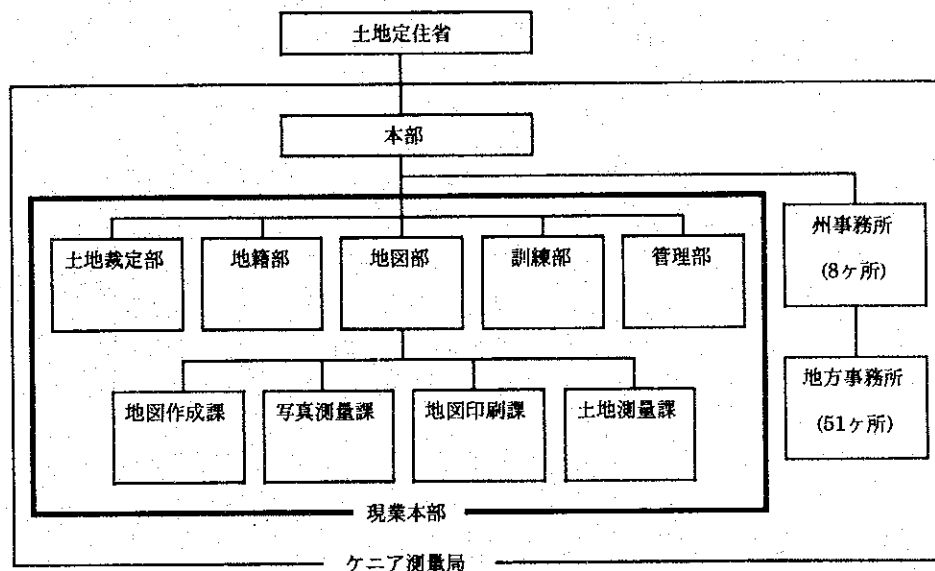 土地定住省
本部
州事務所
(8ヶ所)
土地裁定部
地籍部
地図部
訓練部
管理部
地方事務所
(51ヶ所)
地図作成課
写真測量課
地図印刷課
土地測量課
現業本部
ケニア測量局